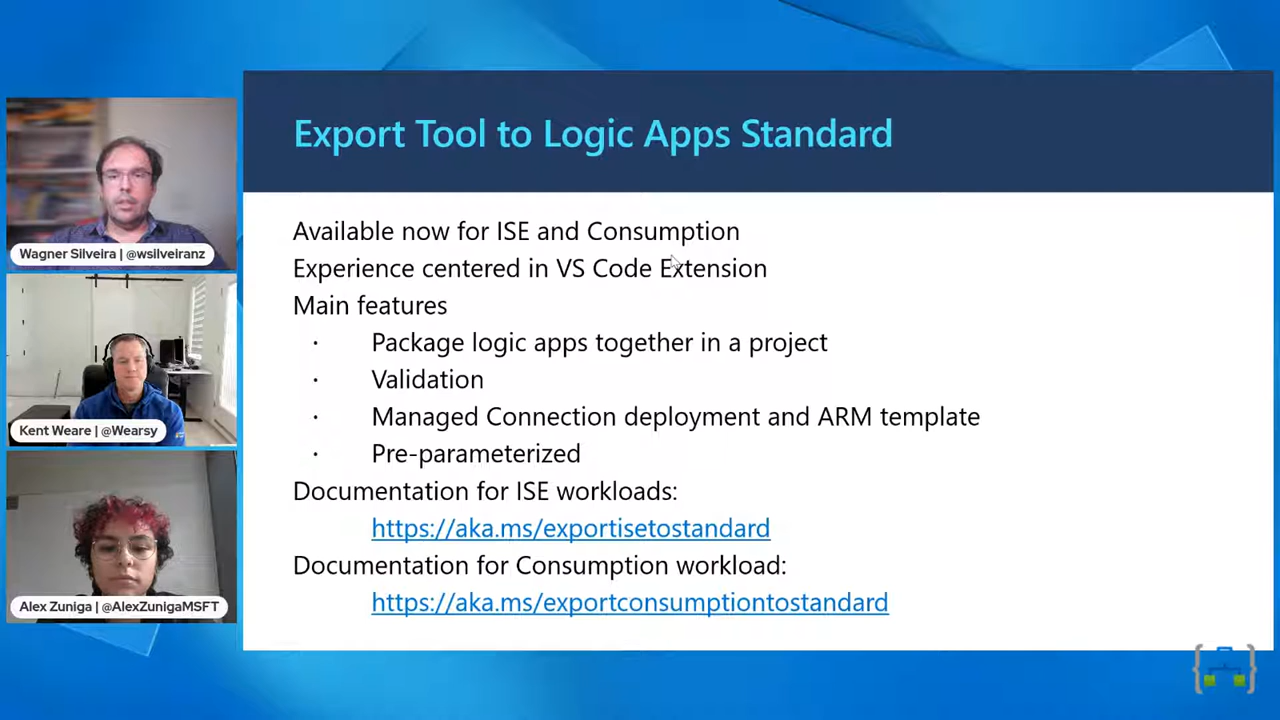 Export Tool to Logic Apps Standard
Available now for ISE and Consumption
Experience centered in VS Code Extension
Main features
· Package logic apps together in a project
· Validation
· Managed Connection deployment and ARM template
· Pre-parameterized
Documentation for ISE workloads:
https://aka.ms/exportisetostandard
Documentation for Consumption workload:
https://aka.ms/exportconsumptiontostandard
Wagner Silveira | @wsilveiranz
Kent Weare | @Wearsy
Alex Zuniga | @AlexZunigaMSFT